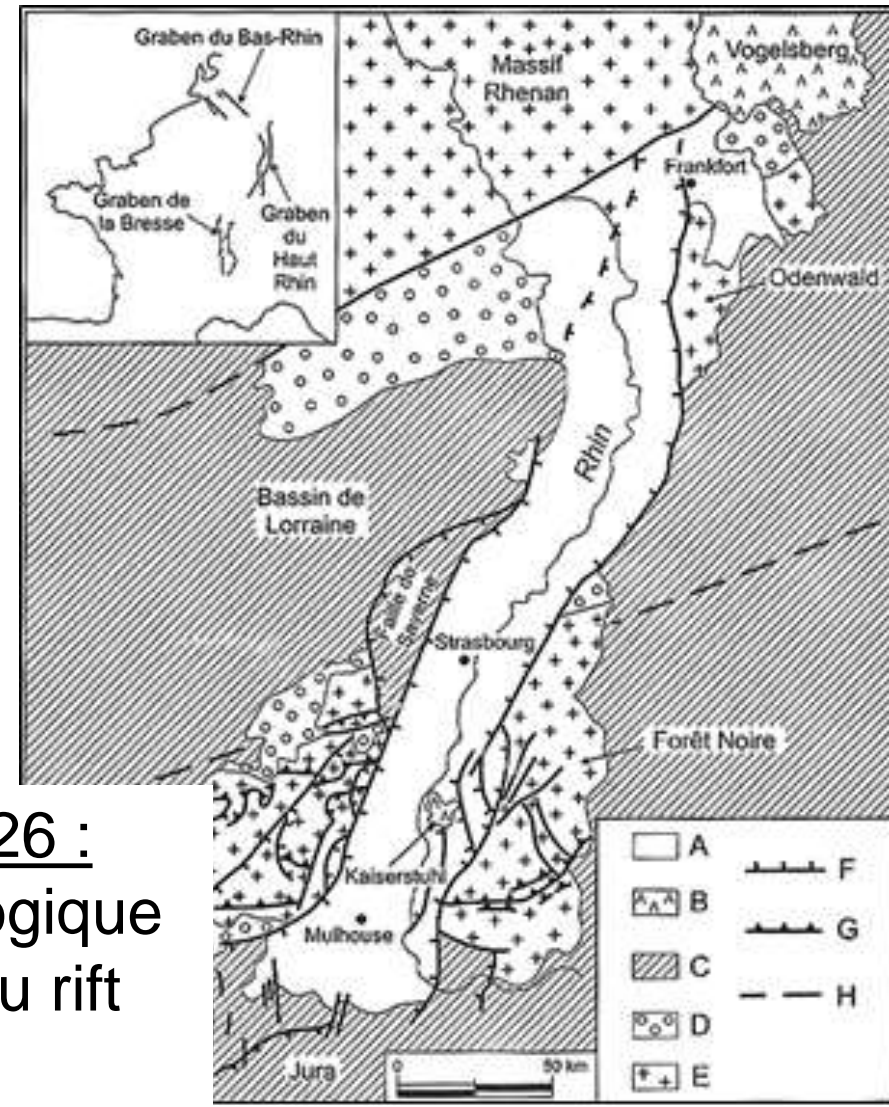 Graben du Bas-Rhin
Graben de
la Bresse
Graben
du
Haut
Rhin
Massif
Rhenan
Vogelsberg
Frankfort
Odenwald
Rhin
Bassin de
Lorraine
Faille de
Saverne
Strasbourg
Forêt Noire
Kaiserstuhl
Mulhouse
Jura
0 50 km
A
B
C
D
E
F
G
H
26 :
ogique
u rift